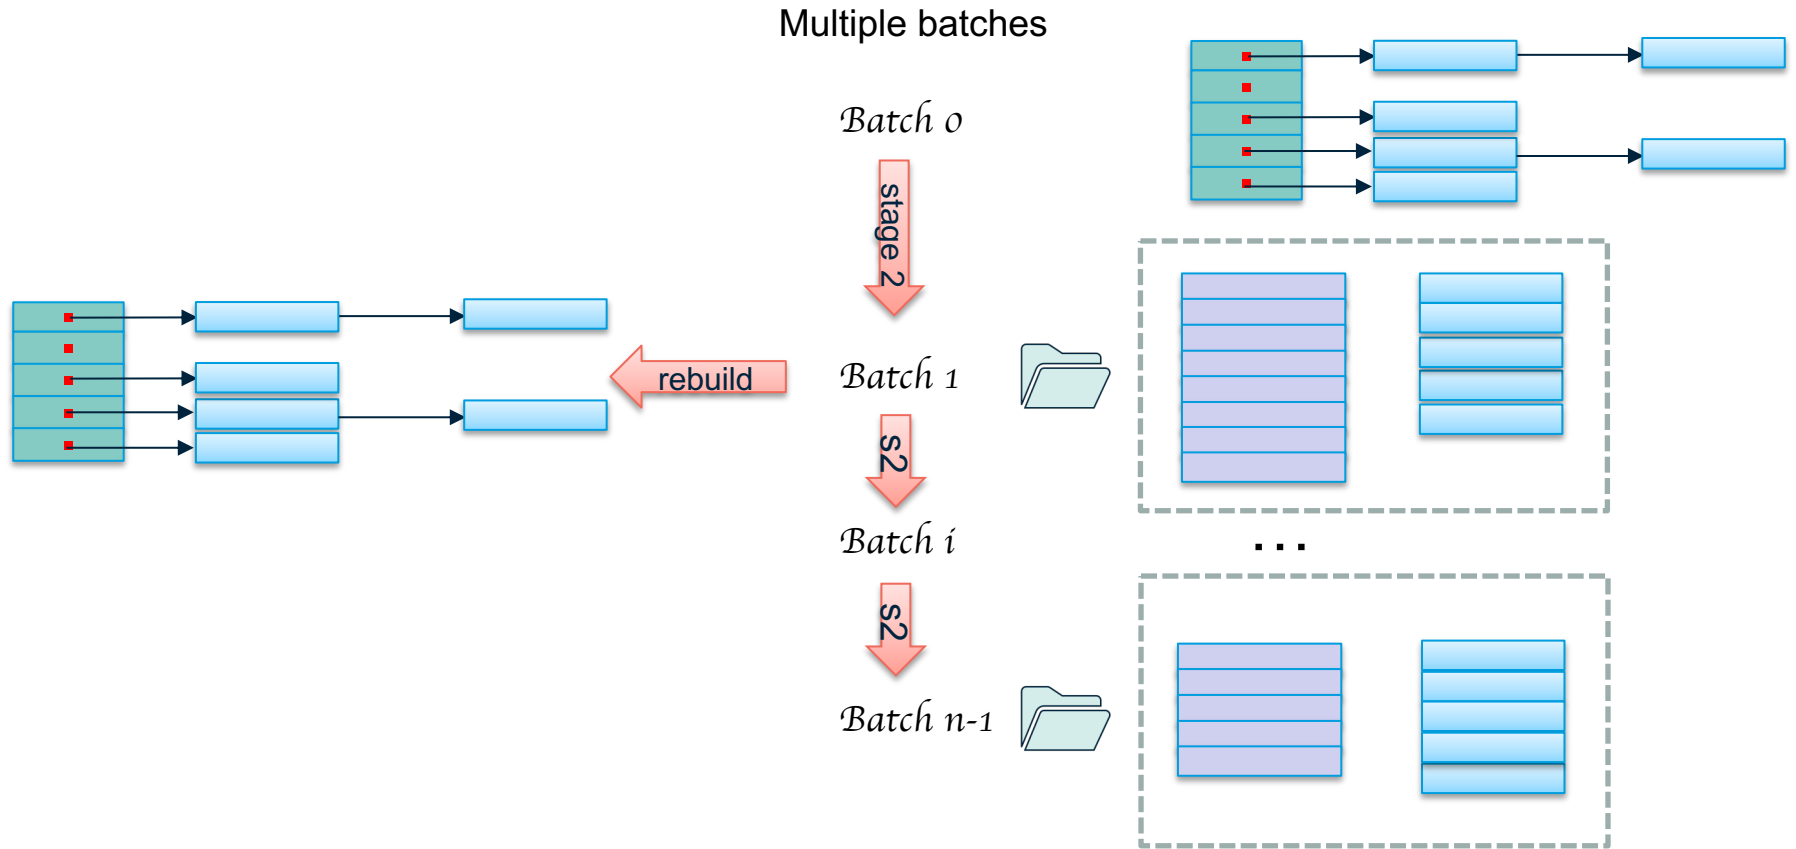 Multiple batches
Batch 0
stage 2
rebuild
Batch 1
s2
Batch i
...
s2
Batch n-1